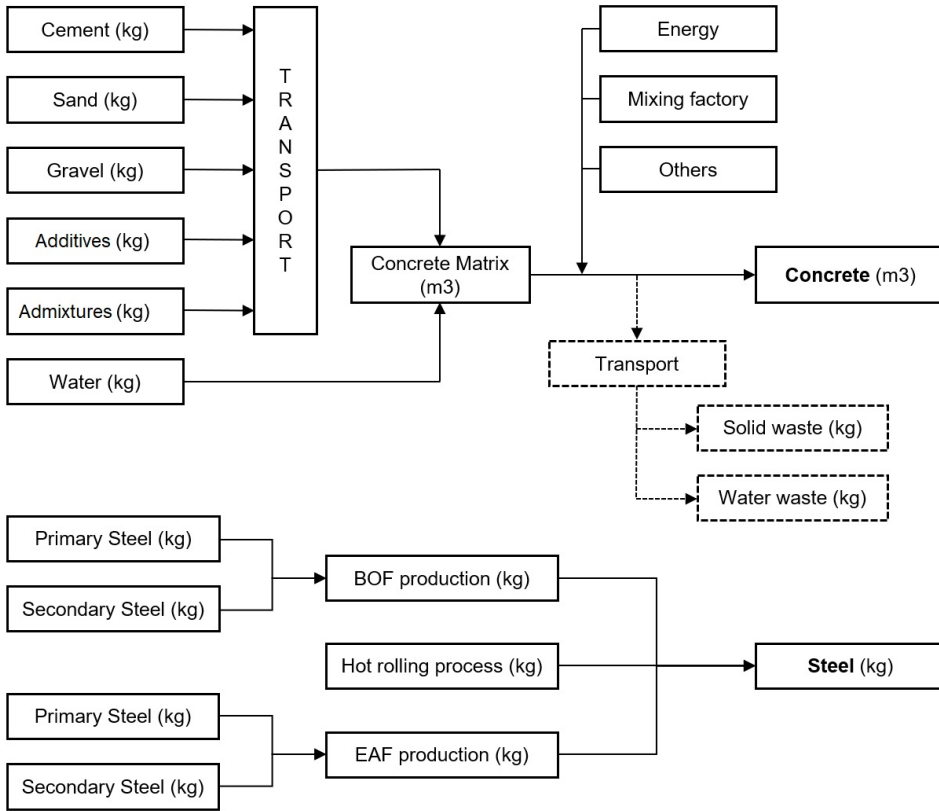 Cement (kg)
Sand (kg)
Gravel (kg)
Additives (kg)
Admixtures (kg)
Water (kg)
TRANSPORT
Concrete Matrix
(m3)
Energy
Mixing factory
Others
Concrete (m3)
Transport
Solid waste (kg)
Water waste (kg)
Primary Steel (kg)
Secondary Steel (kg)
BOF production (kg)
Hot rolling process (kg)
Steel (kg)
Primary Steel (kg)
Secondary Steel (kg)
EAF production (kg)